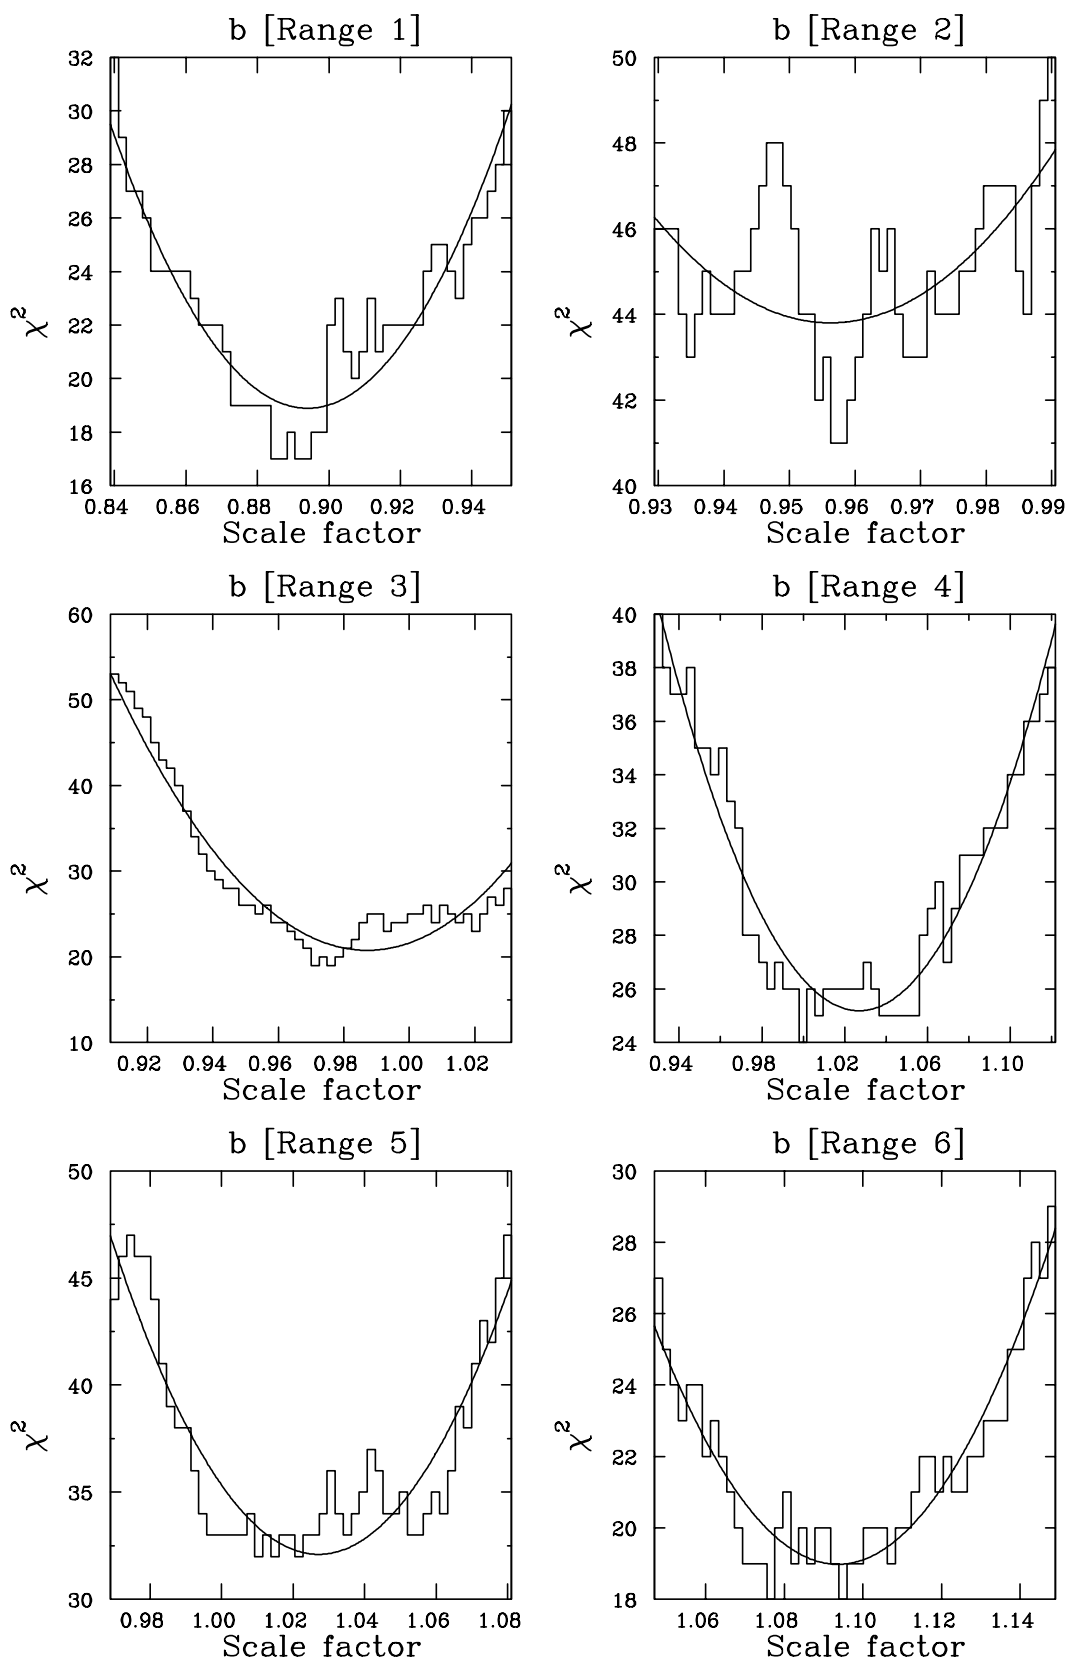 b [Range 1]
32
30
28
26
24
22
20
18
16
χ²
0.84 0.86 0.88 0.90 0.92 0.94
Scale factor
b [Range 2]
50
48
46
44
42
40
χ²
0.93 0.94 0.95 0.96 0.97 0.98 0.99
Scale factor
b [Range 3]
60
50
40
30
20
10
χ²
0.92 0.94 0.96 0.98 1.00 1.02
Scale factor
b [Range 4]
40
38
36
34
32
30
28
26
24
χ²
0.94 0.98 1.02 1.06 1.10
Scale factor
b [Range 5]
50
45
40
35
30
χ²
0.98 1.00 1.02 1.04 1.06 1.08
Scale factor
b [Range 6]
30
28
26
24
22
20
18
χ²
1.06 1.08 1.10 1.12 1.14
Scale factor